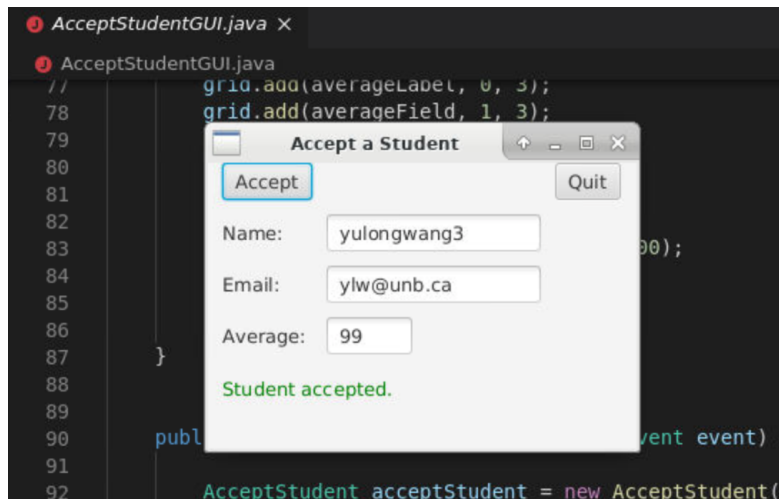 AcceptStudentGUI.java ×
AcceptStudentGUI.java
77 grid.add(averageLabel, 0, 3);
78 grid.add(averageField, 1, 3);
79
Accept a Student
80
Accept Quit
81
82
Name: yulongwang3
83 00);
84
Email: ylw@unb.ca
85
86
Average: 99
87 }
88
Student accepted.
89
90 publ vent event)
91
92 AcceptStudent acceptStudent = new AcceptStudent(